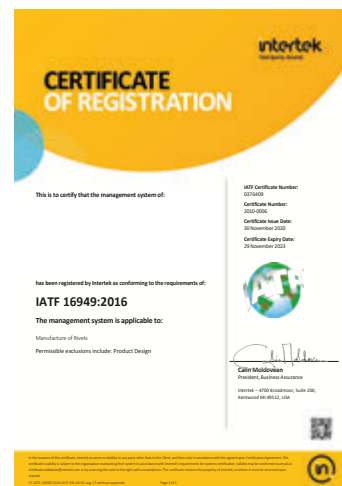 intertek
Total Quality. Assured.
CERTIFICATE
OF REGISTRATION
This is to certify that the management system of:
IATF Certificate Number:
0376409
Certificate Number:
2010-0006
Certificate Issue Date:
30 November 2020
Certificate Expiry Date:
29 November 2023
has been registered by Intertek as conforming to the requirements of:
IATF 16949:2016
The management system is applicable to:
Manufacture of Rivets
Permissible exclusions include: Product Design
IATF
Calin Moldovean
President, Business Assurance
Intertek – 4700 Broadmoor, Suite 200,
Kentwood MI 49512, USA
Page 1 of 1